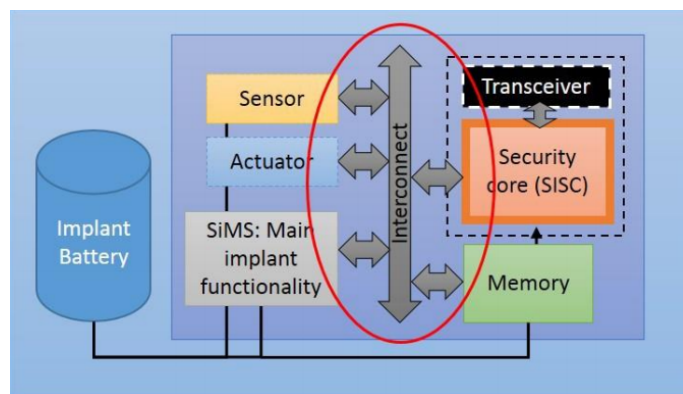 Implant
Battery
Sensor
Actuator
SiMS: Main
implant
functionality
Interconnect
Transceiver
Security
core (SISC)
Memory